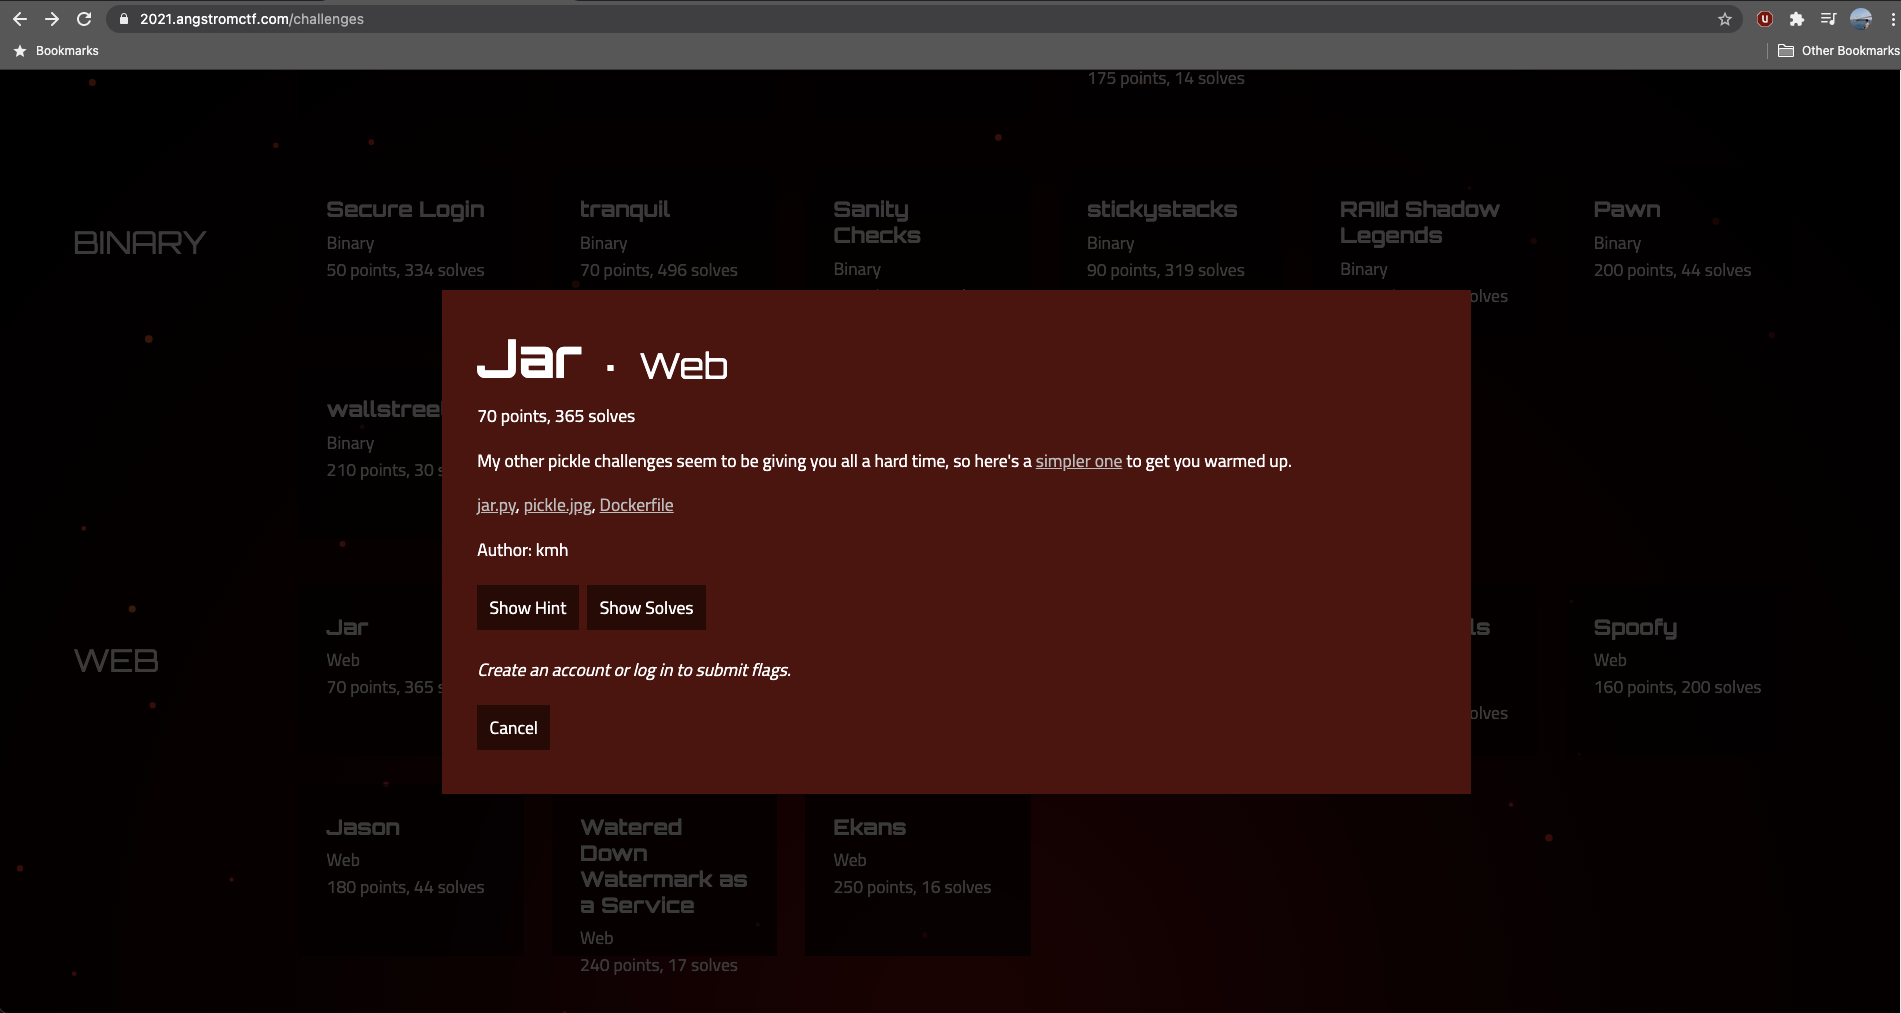 2021.angstromctf.com/challenges
Bookmarks
Other Bookmarks
175 points, 14 solves
BINARY
Secure Login
Binary
50 points, 334 solves
tranquil
Binary
70 points, 496 solves
Sanity
Checks
Binary
stickystacks
Binary
90 points, 319 solves
RAIId Shadow
Legends
Binary
olves
Pawn
Binary
200 points, 44 solves
wallstree
Binary
210 points, 30 s
Jar · Web
70 points, 365 solves
My other pickle challenges seem to be giving you all a hard time, so here's a simpler one to get you warmed up.
jar.py, pickle.jpg, Dockerfile
Author: kmh
Show Hint Show Solves
Create an account or log in to submit flags.
Cancel
WEB
Jar
Web
70 points, 365 s
ls
olves
Spoofy
Web
160 points, 200 solves
Jason
Web
180 points, 44 solves
Watered
Down
Watermark as
a Service
Web
240 points, 17 solves
Ekans
Web
250 points, 16 solves